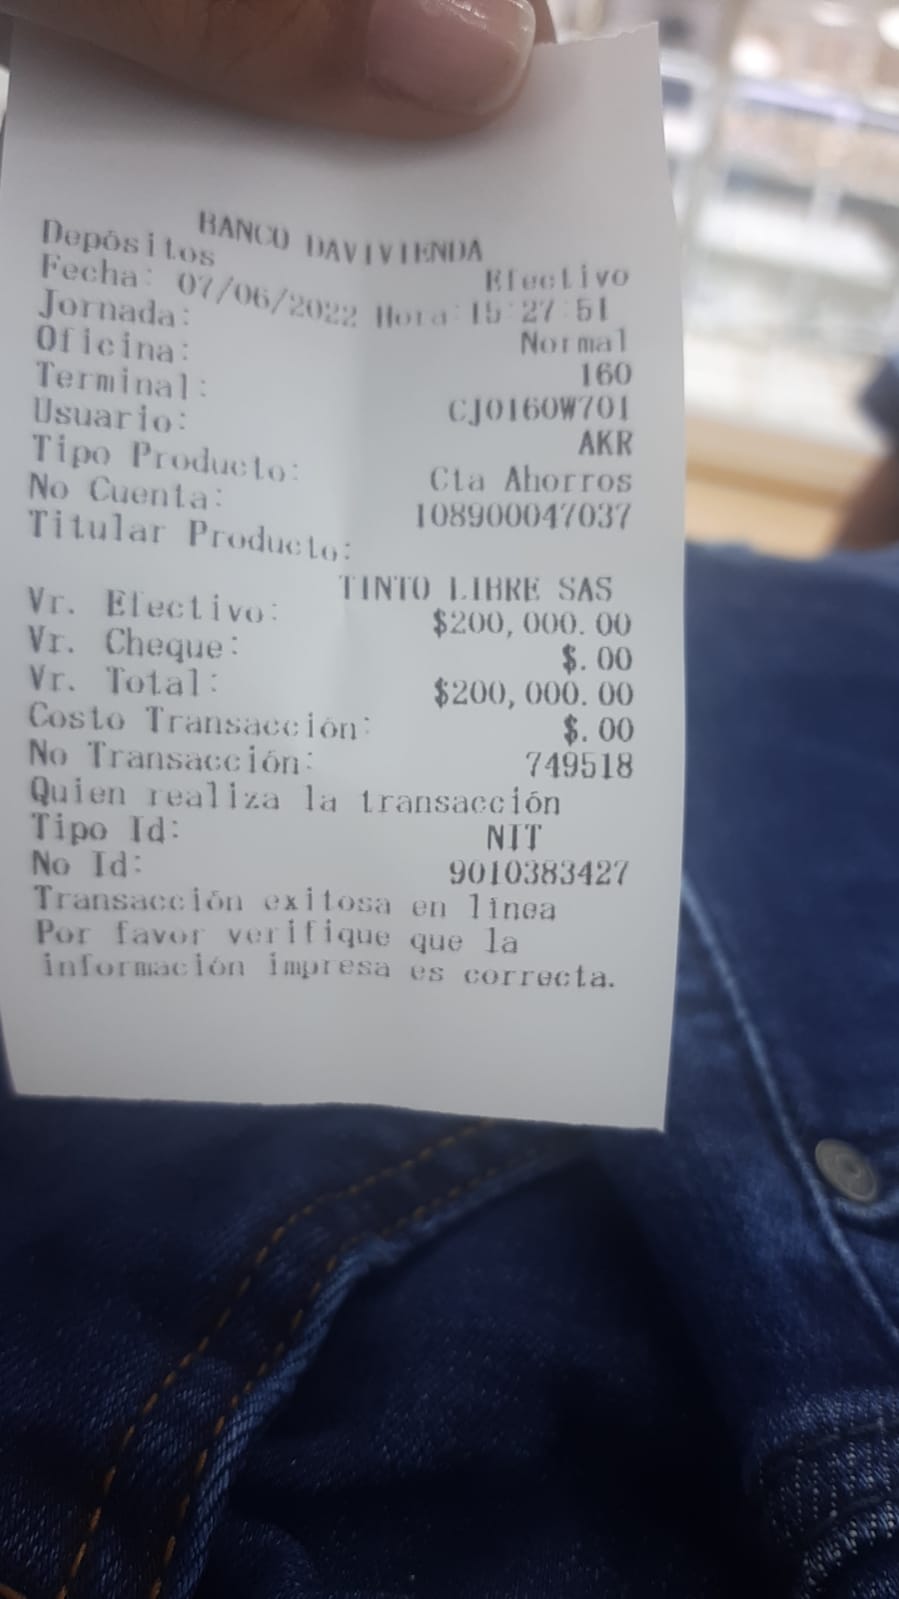 BANCO DAVIVIENDA
Depósitos Efectivo
Fecha: 07/06/2022 Hora:15:27:51
Jornada: Normal
Oficina: 160
Terminal: CJ0160W701
Usuario: AKR
Tipo Producto: Cta Ahorros
No Cuenta: 108900047037
Titular Producto:
TINTO LIBRE SAS
Vr. Efectivo: $200,000.00
Vr. Cheque: $.00
Vr. Total: $200,000.00
Costo Transacción: $.00
No Transacción: 749518
Quien realiza la transacción
Tipo Id: NIT
No Id: 9010383427
Transacción exitosa en línea
Por favor verifique que la
información impresa es correcta.